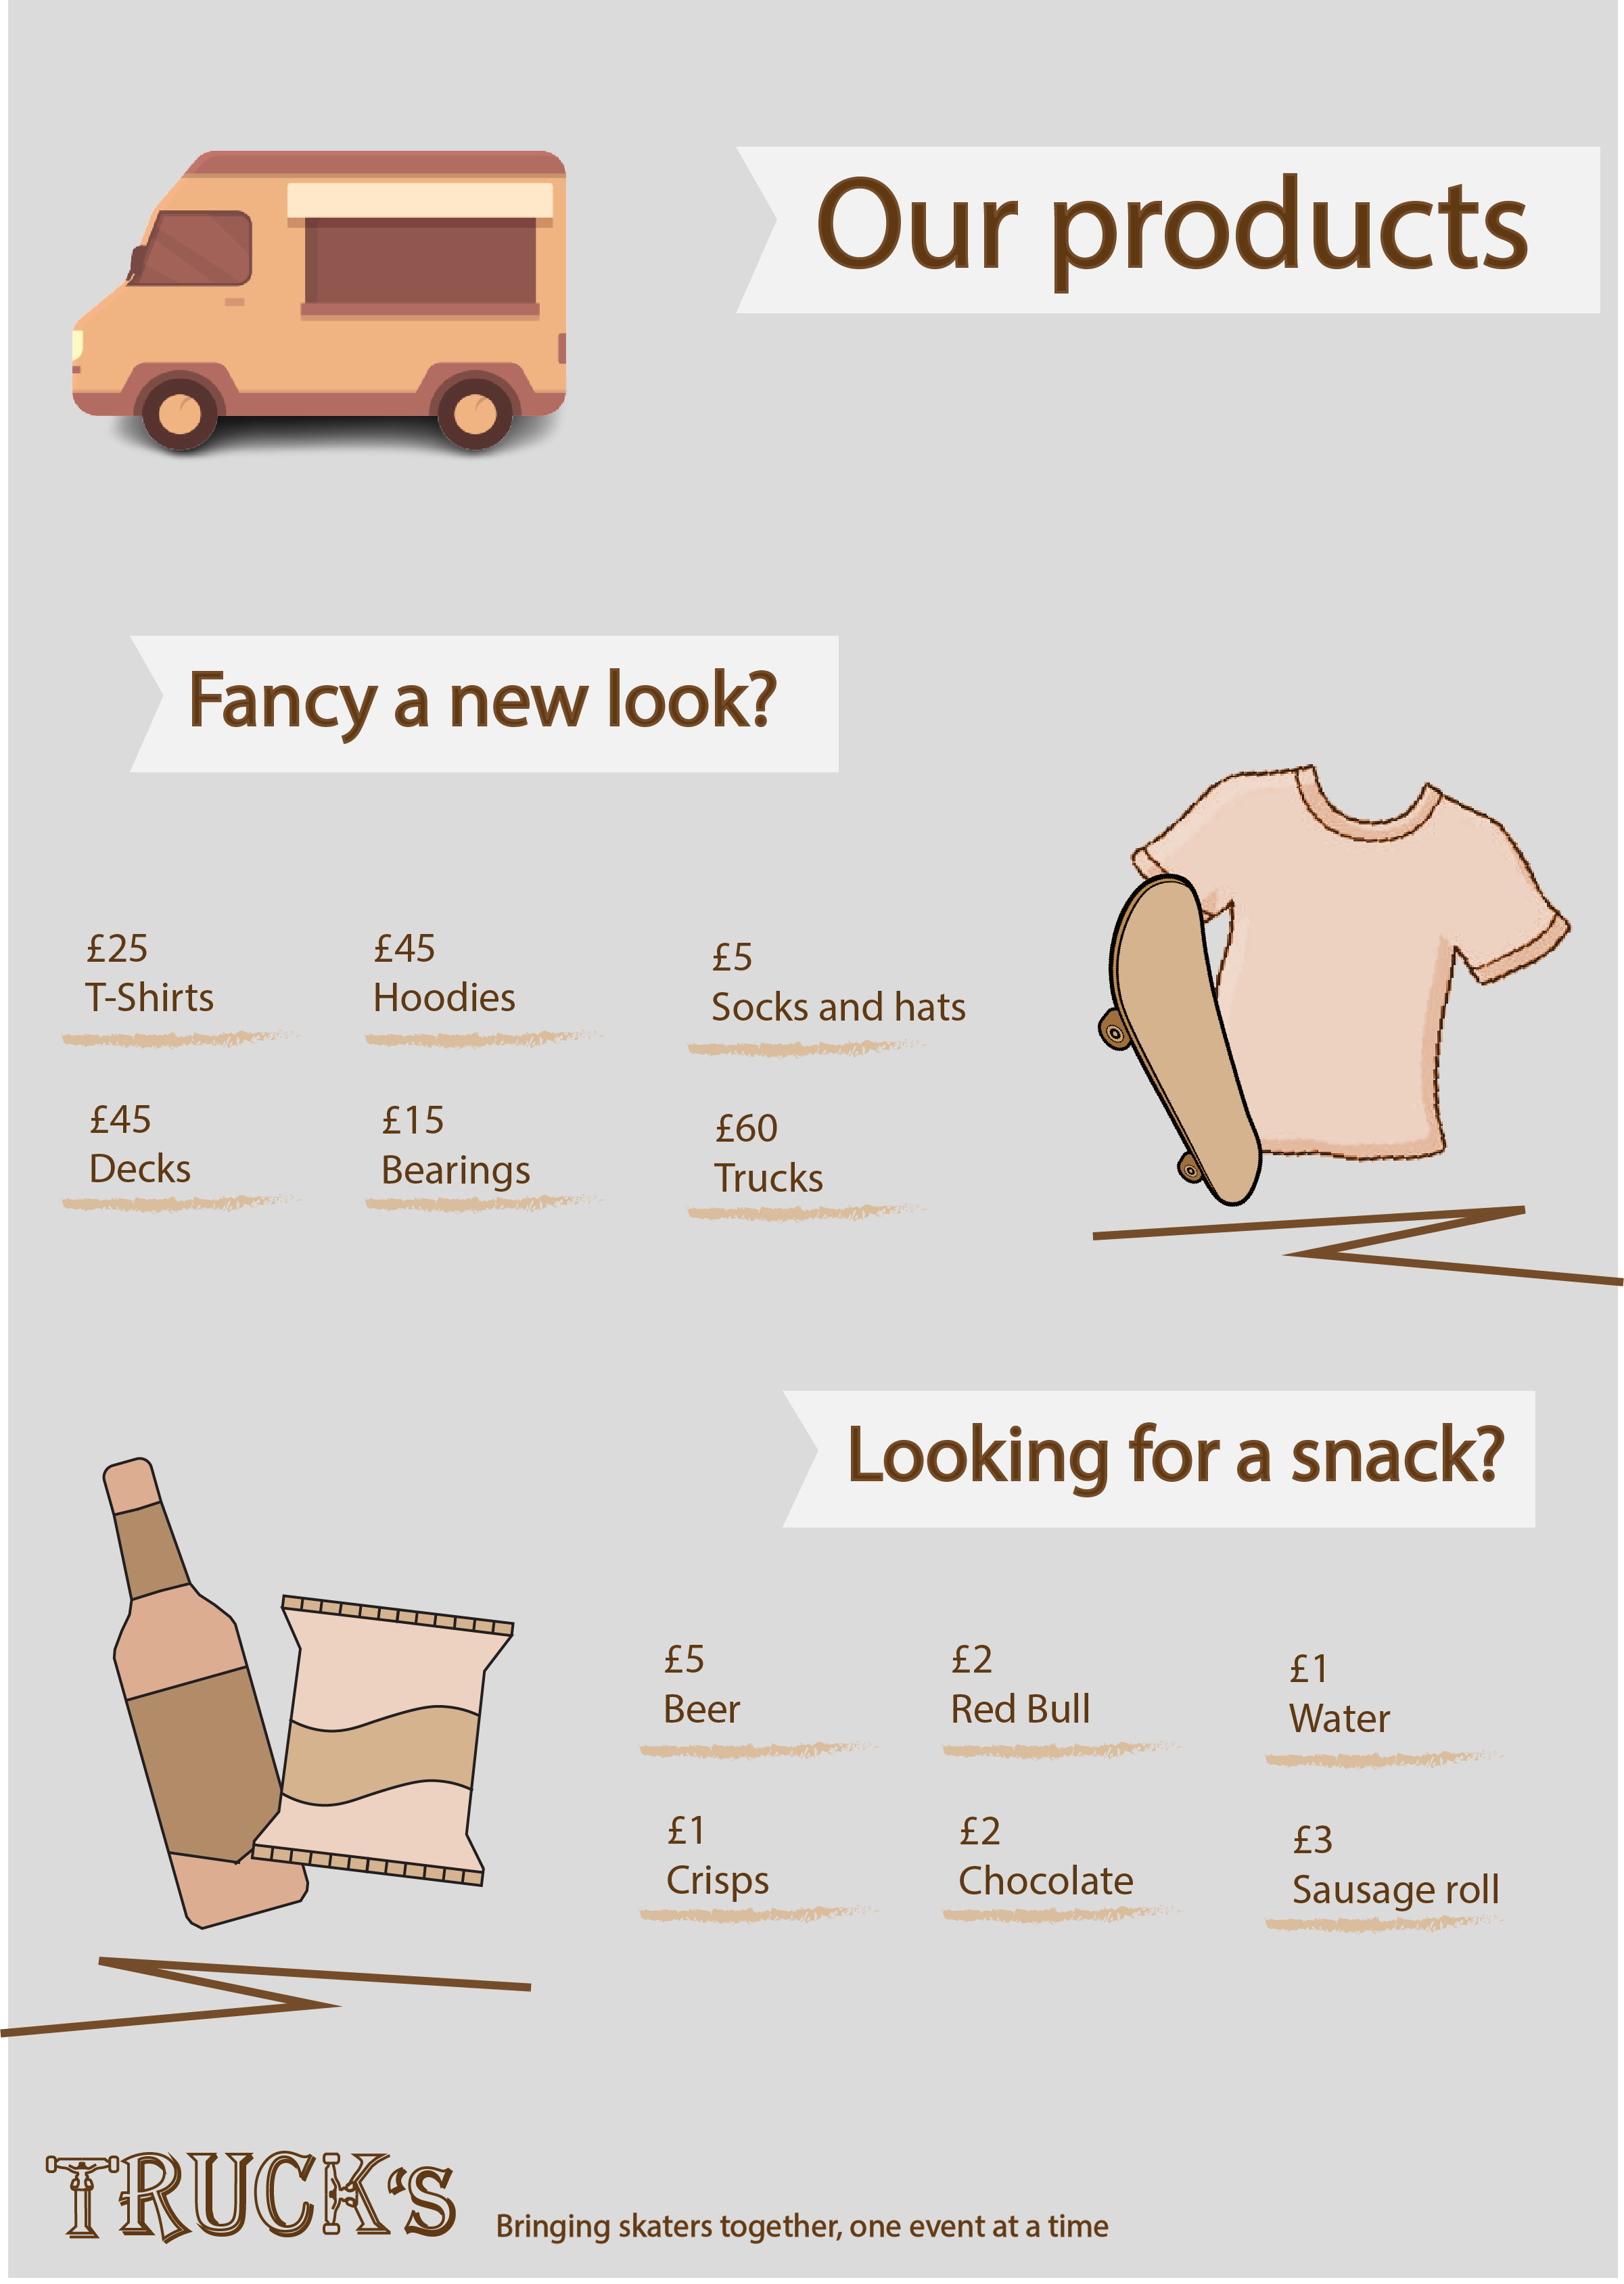 Our products
Fancy a new look?
£25
T-Shirts
£45
Hoodies
£5
Socks and hats
£45
Decks
£15
Bearings
£60
Trucks
Looking for a snack?
£5
Beer
£2
Red Bull
£1
Water
£1
Crisps
£2
Chocolate
£3
Sausage roll
TRUCK's
Bringing skaters together, one event at a time